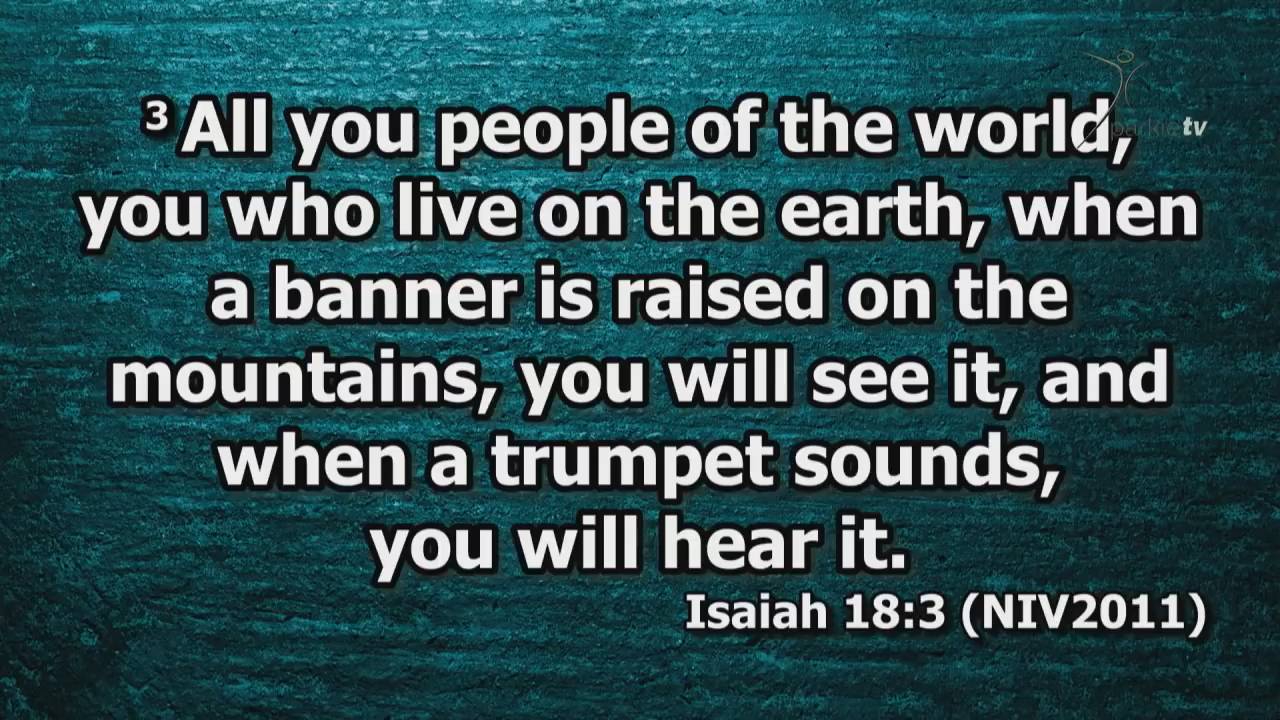 ³ All you people of the world,
you who live on the earth, when
a banner is raised on the
mountains, you will see it, and
when a trumpet sounds,
you will hear it.
Isaiah 18:3 (NIV2011)
tv